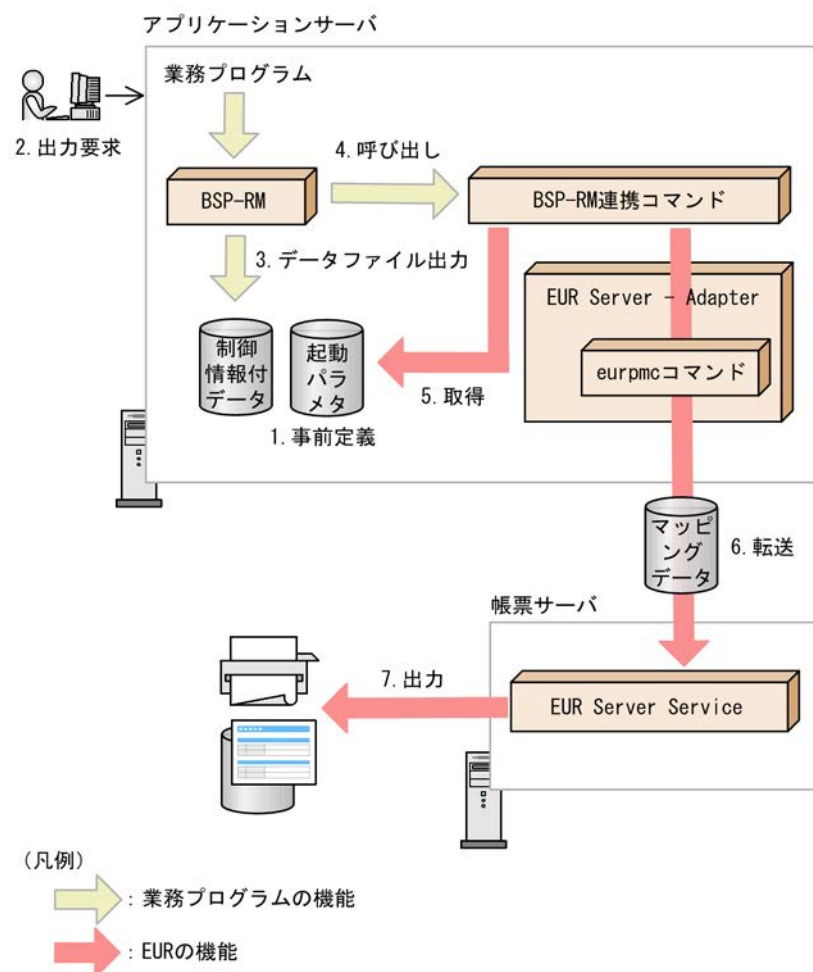 アプリケーションサーバ
業務プログラム
2.出力要求
4.呼び出し
BSP-RM
BSP-RM連携コマンド
3.データファイル出力
EUR Server - Adapter
制御
情報付
データ
起動
パラ
メタ
eurpmcコマンド
5.取得
1.事前定義
マッピ
ング
データ
6.転送
帳票サーバ
7.出力
EUR Server Service
(凡例)
: 業務プログラムの機能
: EURの機能